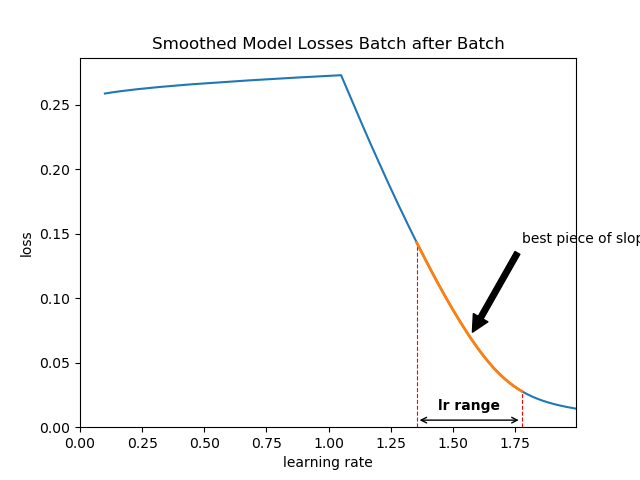 Smoothed Model Losses Batch after Batch
0.25
0.20
0.15
0.10
0.05
0.00
loss
best piece of slop
lr range
0.00 0.25 0.50 0.75 1.00 1.25 1.50 1.75
learning rate